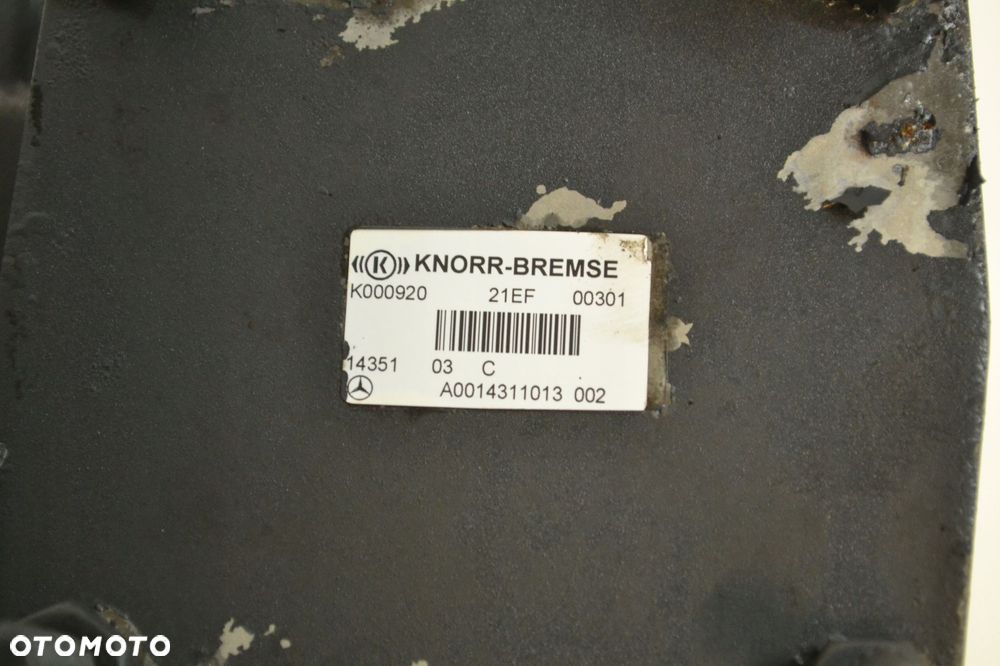 K KNORR-BREMSE
K000920 21EF 00301
14351 03 C
A0014311013 002
OTOMOTO